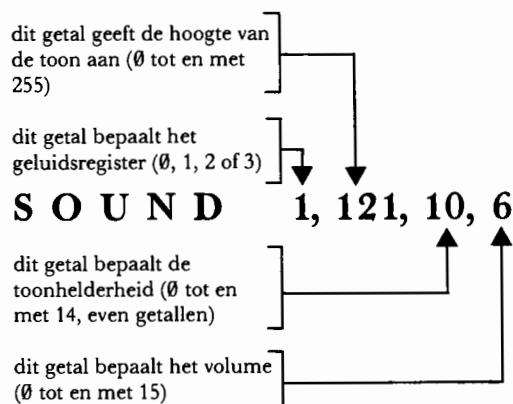 dit getal geeft de hoogte van
de toon aan (Ø tot en met
255)
dit getal bepaalt het
geluidsregister (Ø, 1, 2 of 3)
SOUND 1, 121, 10, 6
dit getal bepaalt de
toonhelderheid (Ø tot en
met 14, even getallen)
dit getal bepaalt het volume
(Ø tot en met 15)